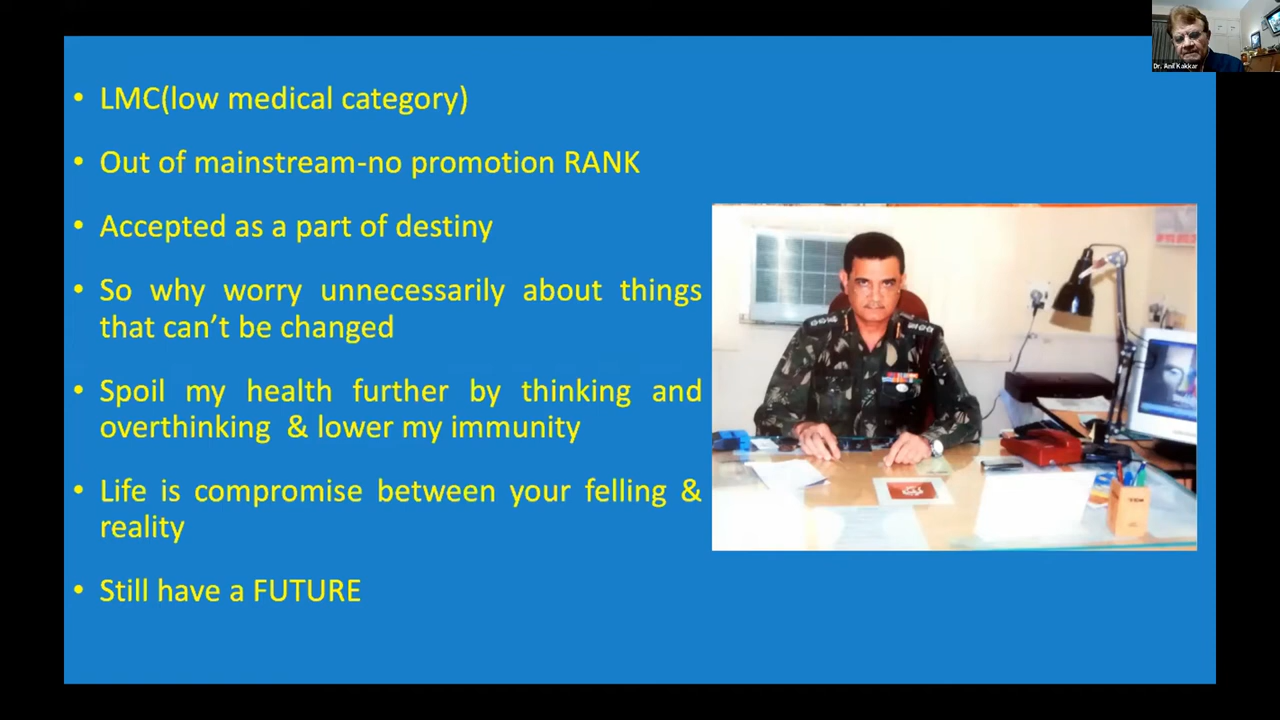 Dr. Anil Kakkar
• LMC(low medical category)
• Out of mainstream-no promotion RANK
• Accepted as a part of destiny
• So why worry unnecessarily about things
that can't be changed
• Spoil my health further by thinking and
overthinking & lower my immunity
• Life is compromise between your felling &
reality
• Still have a FUTURE